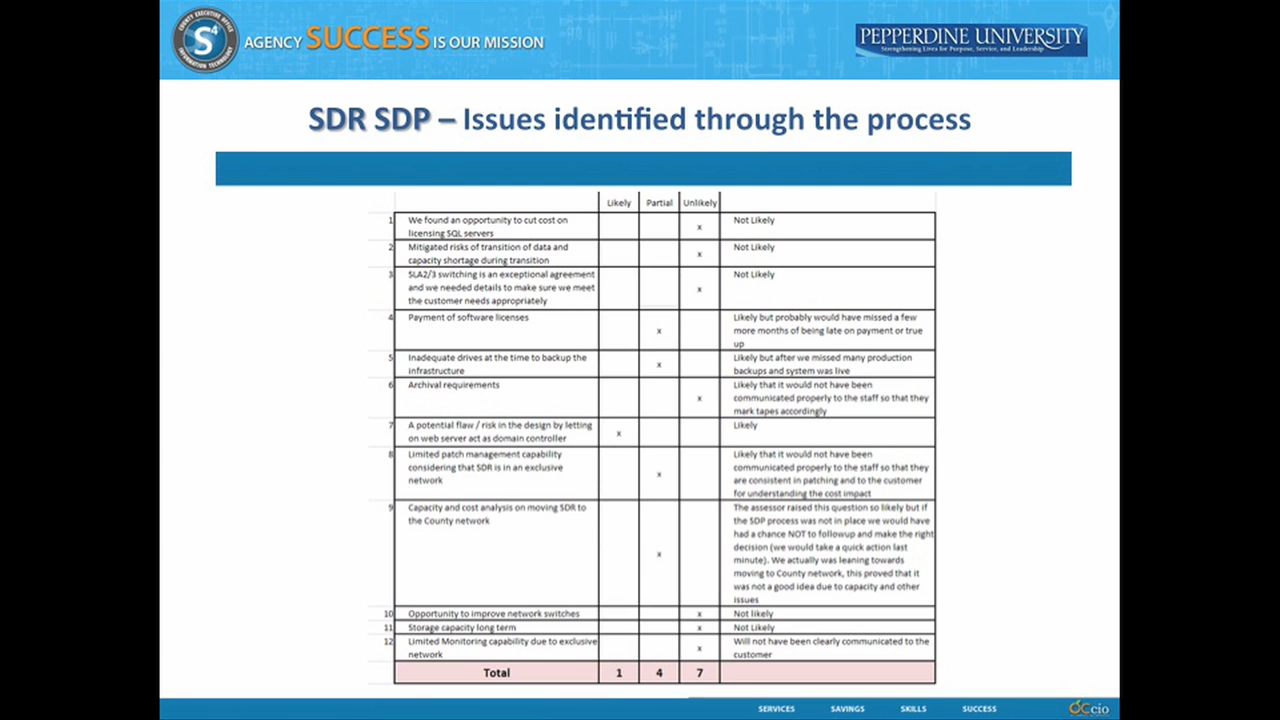 COUNTY EXECUTIVE OFFICE
S4
INFORMATION TECHNOLOGY
AGENCY SUCCESS IS OUR MISSION
PEPPERDINE UNIVERSITY
Strengthening Lives for Purpose, Service, and Leadership
SDR SDP – Issues identified through the process
Likely Partial Unlikely
1 We found an opportunity to cut cost on
licensing SQL servers
x
Not Likely
2 Mitigated risks of transition of data and
capacity shortage during transition
x
Not Likely
3 SLA2/3 switching is an exceptional agreement
and we needed details to make sure we meet
the customer needs appropriately
x
Not Likely
4 Payment of software licenses
x
Likely but probably would have missed a few
more months of being late on payment or true
up
5 Inadequate drives at the time to backup the
infrastructure
x
Likely but after we missed many production
backups and system was live
6 Archival requirements
x
Likely that it would not have been
communicated properly to the staff so that they
mark tapes accordingly
7 A potential flaw / risk in the design by letting
on web server act as domain controller
x
Likely
8 Limited patch management capability
considering that SDR is in an exclusive
network
x
Likely that it would not have been
communicated properly to the staff so that they
are consistent in patching and to the customer
for understanding the cost impact
9 Capacity and cost analysis on moving SDR to
the County network
x
The assessor raised this question so likely but if
the SDP process was not in place we would have
had a chance NOT to followup and make the right
decision (we would take a quick action last
minute). We actually was leaning towards
moving to County network, this proved that it
was not a good idea due to capacity and other
issues
10 Opportunity to improve network switches x Not likely
11 Storage capacity long term x Not Likely
12 Limited Monitoring capability due to exclusive
network
x
Will not have been clearly communicated to the
customer
Total 1 4 7
SERVICES SAVINGS SKILLS SUCCESS OCcio